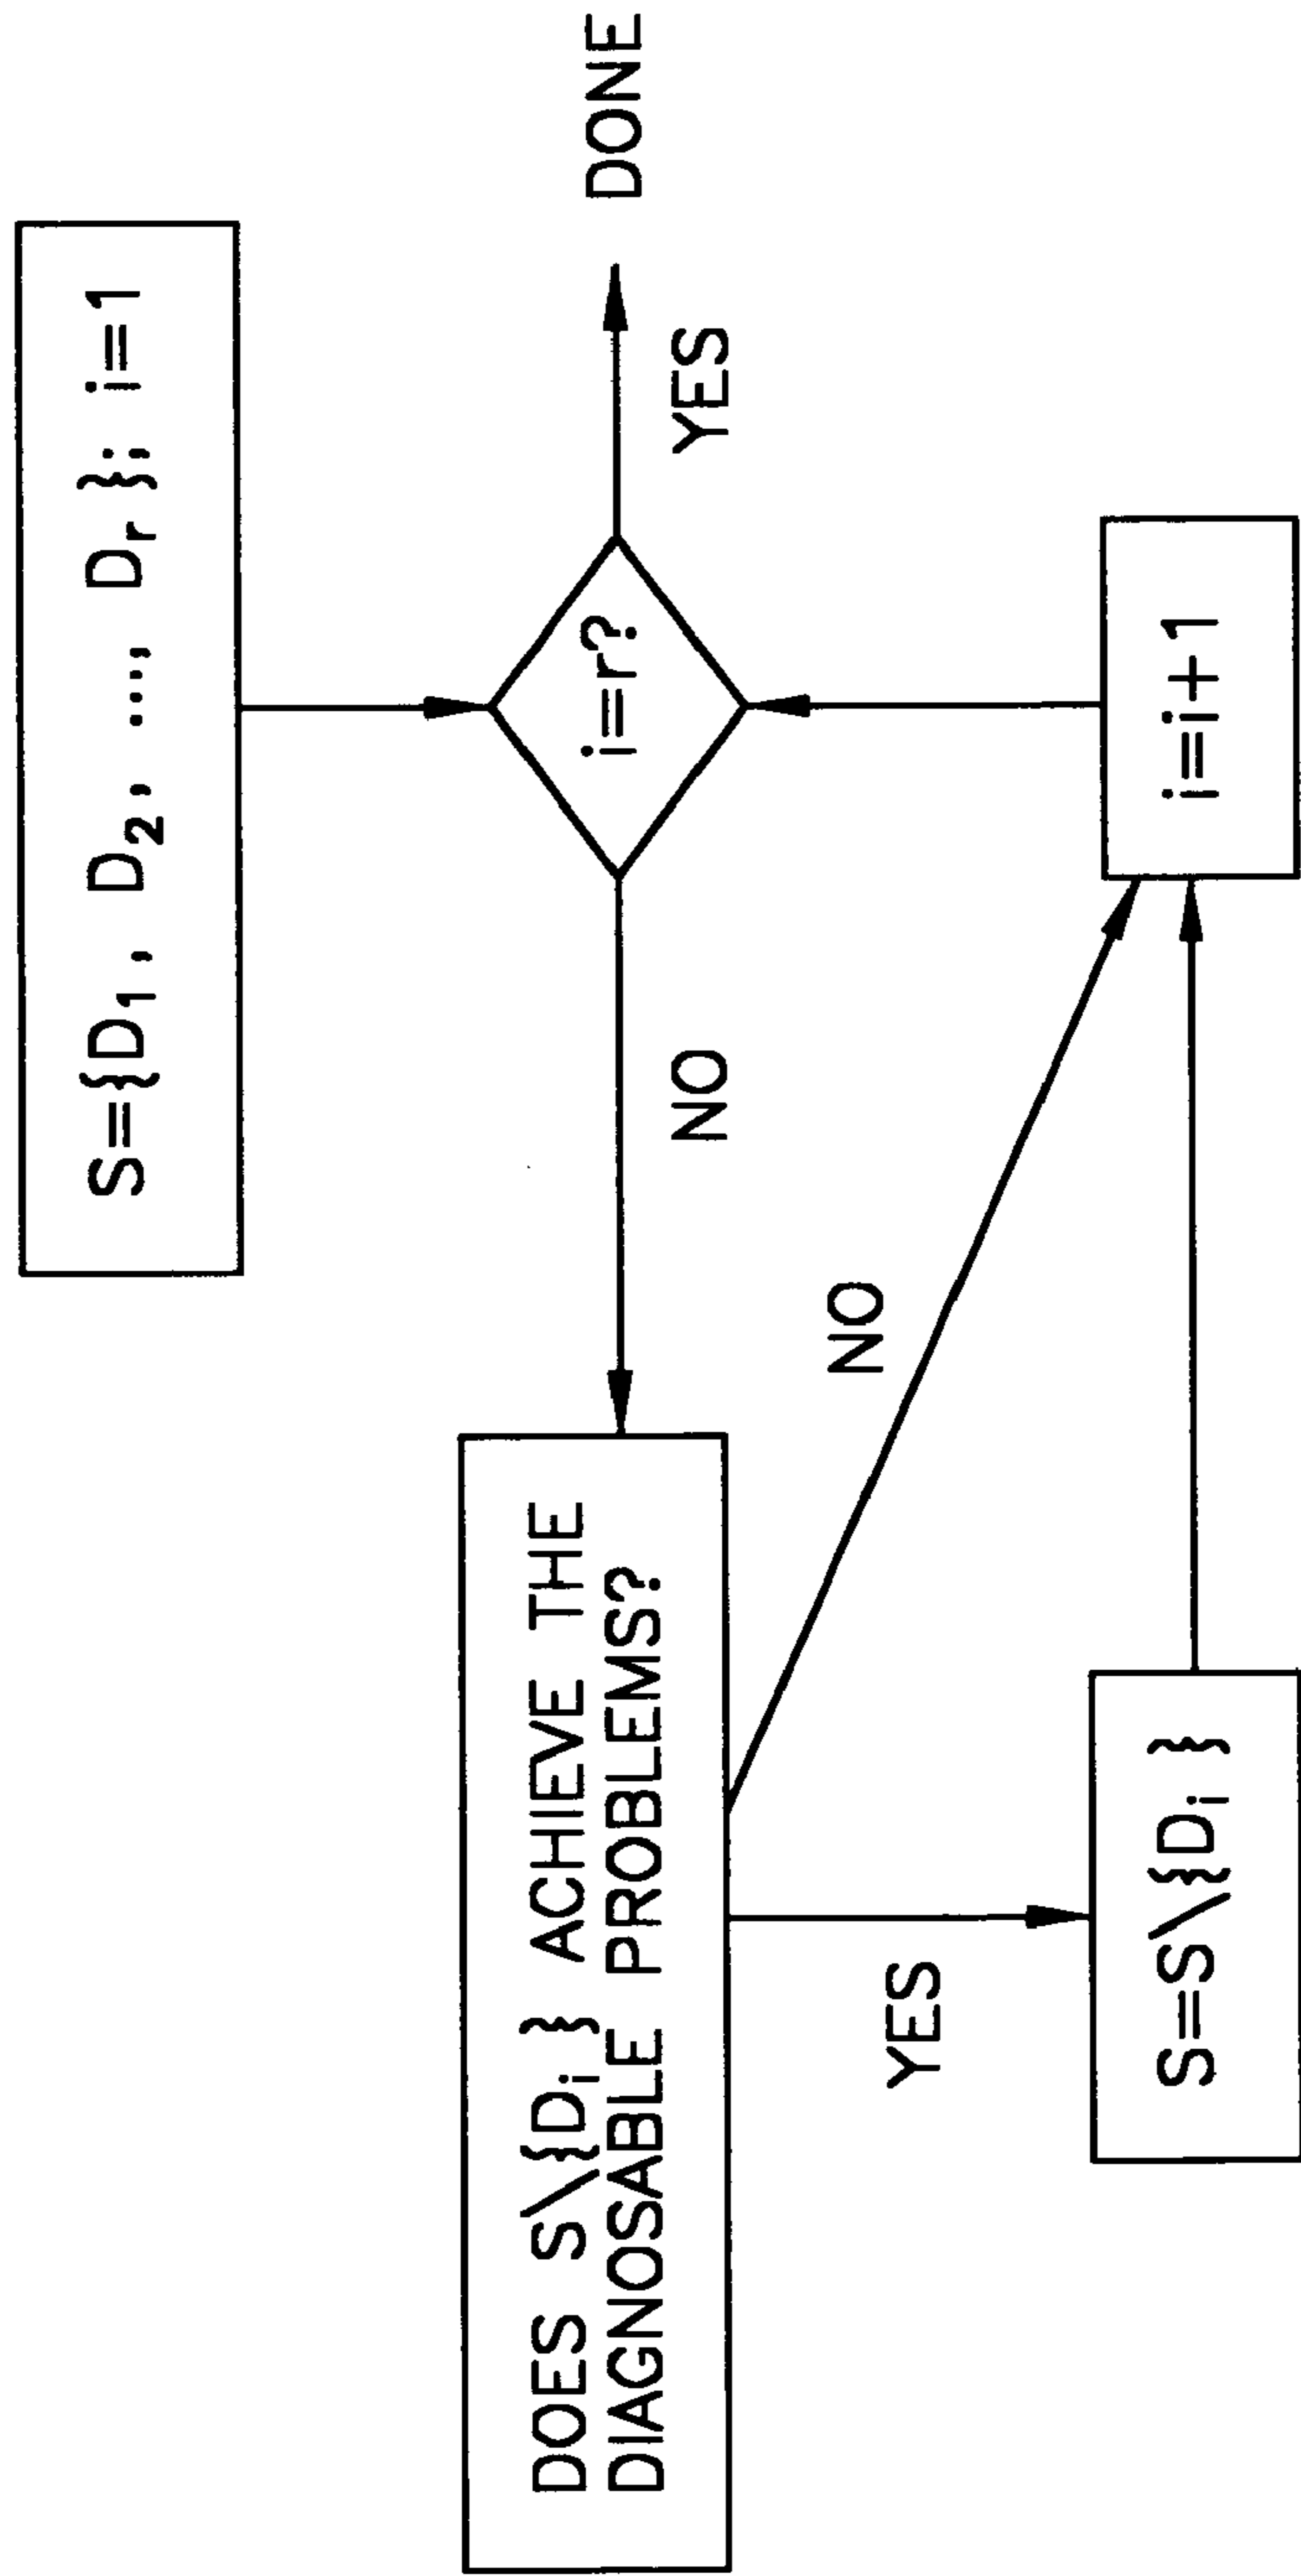 S={D₁, D₂, ..., Dᵣ}; i=1
i=r?
YES
DONE
NO
DOES S\{Dᵢ} ACHIEVE THE
DIAGNOSABLE PROBLEMS?
NO
YES
S=S\{Dᵢ}
i=i+1